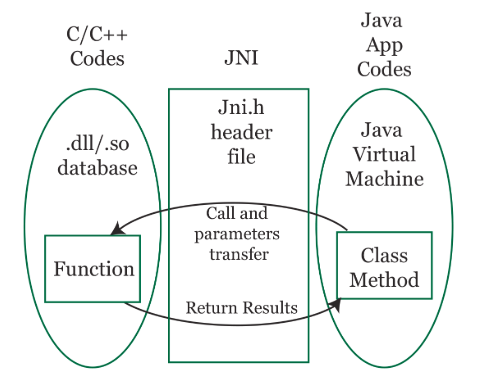 C/C++
Codes
JNI
Java
App
Codes
.dll/.so
database
Jni.h
header
file
Java
Virtual
Machine
Call and
parameters
transfer
Function
Class
Method
Return Results